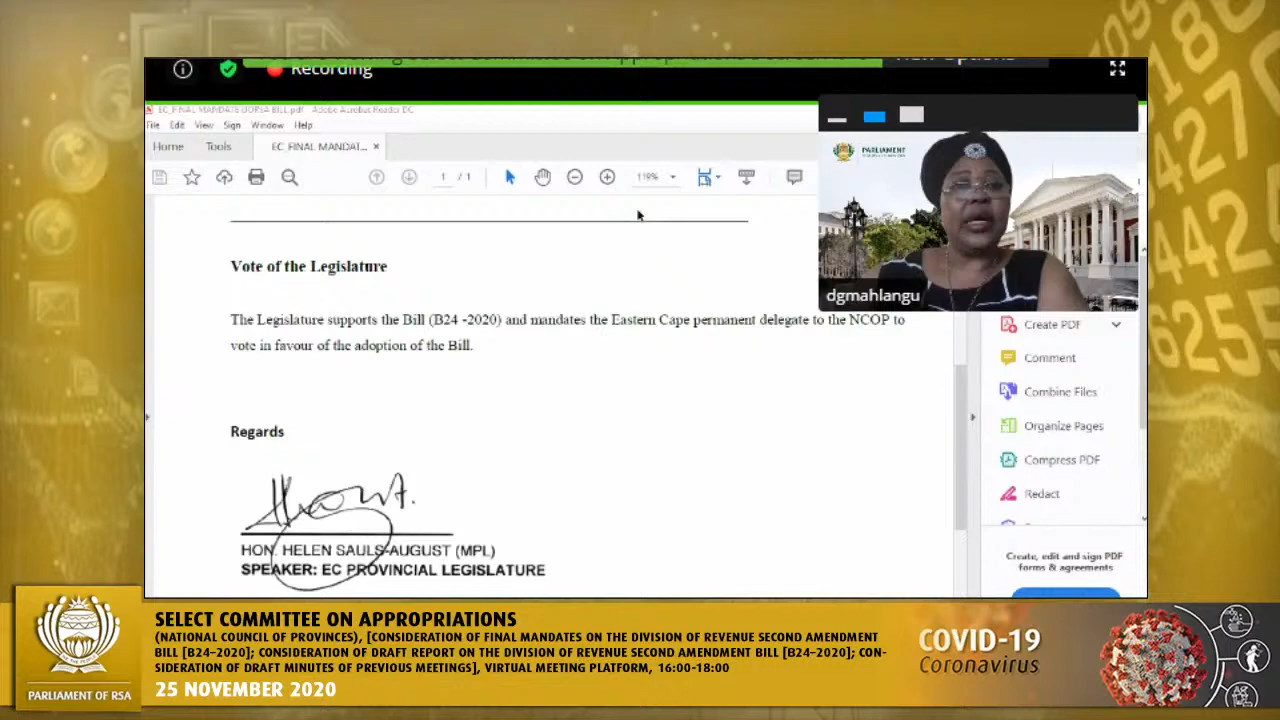 Recording
EC_FINAL MANDATE DORSA BILL.pdf - Adobe Acrobat Reader DC
File Edit View Sign Window Help
Home Tools EC_FINAL MANDAT... ×
1 / 1 119%
PARLIAMENT
dgmahlangu
Vote of the Legislature
The Legislature supports the Bill (B24 -2020) and mandates the Eastern Cape permanent delegate to the NCOP to
vote in favour of the adoption of the Bill.
Regards
HON. HELEN SAULS-AUGUST (MPL)
SPEAKER: EC PROVINCIAL LEGISLATURE
Create PDF
Comment
Combine Files
Organize Pages
Compress PDF
Redact
Create, edit and sign PDF
forms & agreements
PARLIAMENT OF RSA
SELECT COMMITTEE ON APPROPRIATIONS
(NATIONAL COUNCIL OF PROVINCES), [CONSIDERATION OF FINAL MANDATES ON THE DIVISION OF REVENUE SECOND AMENDMENT
BILL [B24–2020]; CONSIDERATION OF DRAFT REPORT ON THE DIVISION OF REVENUE SECOND AMENDMENT BILL [B24–2020]; CON-
SIDERATION OF DRAFT MINUTES OF PREVIOUS MEETINGS], VIRTUAL MEETING PLATFORM, 16:00-18:00
25 NOVEMBER 2020
COVID-19
Coronavirus